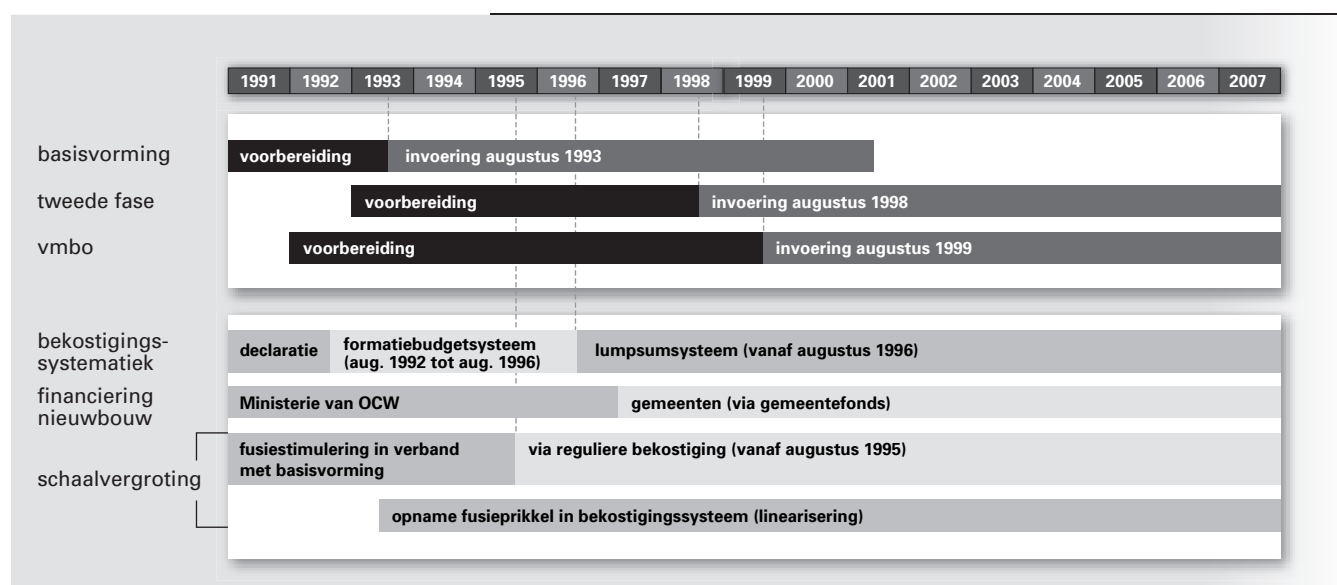 1991 1992 1993 1994 1995 1996 1997 1998 1999 2000 2001 2002 2003 2004 2005 2006 2007
basisvorming
voorbereiding
invoering augustus 1993
tweede fase
voorbereiding
invoering augustus 1998
vmbo
voorbereiding
invoering augustus 1999
bekostigings-
systematiek
declaratie
formatiebudgetsysteem
(aug. 1992 tot aug. 1996)
lumpsumsysteem (vanaf augustus 1996)
financiering
nieuwbouw
Ministerie van OCW
gemeenten (via gemeentefonds)
schaalvergroting
fusiestimulering in verband
met basisvorming
via reguliere bekostiging (vanaf augustus 1995)
opname fusieprikkel in bekostigingssysteem (linearisering)